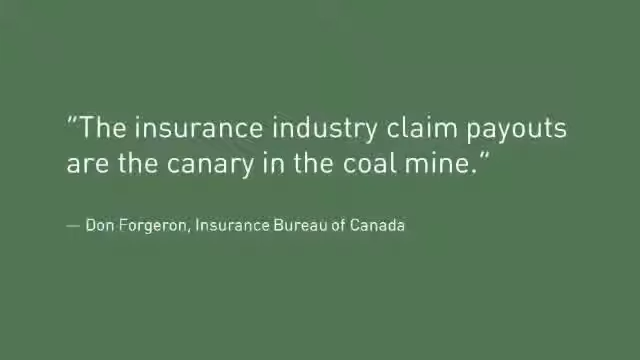 ”The insurance industry claim payouts
are the canary in the coal mine.”
— Don Forgeron, Insurance Bureau of Canada